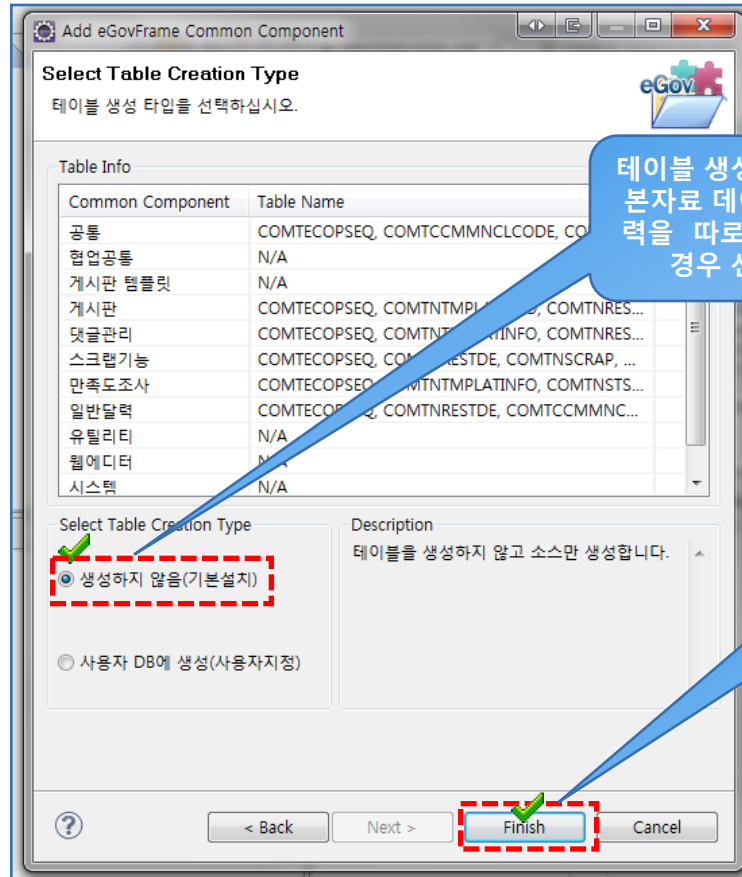 Add eGovFrame Common Component
Select Table Creation Type
테이블 생성 타입을 선택하십시오.
eGov
Table Info
Common Component Table Name
공통 COMTECOPSEQ, COMTCCMMNCLCODE,
협업공통 N/A
게시판 템플릿 N/A
게시판 COMTECOPSEQ, COMTNRES...
댓글관리 COMTECOPSEQ, COMTNRES...
스크랩기능 COMTECOPSEQ, COMTNSCRAP, ...
만족도조사 COMTNTMPLATINFO, COMTNSTS...
일반달력 COMTNRESTDE, COMTCCMMNC...
유틸리티 N/A
웹에디터
시스템 N/A
테이블
본자료
력을 따로
경우
Select Table Creation Type
생성하지 않음(기본설치)
사용자 DB에 생성(사용자지정)
Description
테이블을 생성하지 않고 소스만 생성합니다.
< Back Next > Finish Cancel